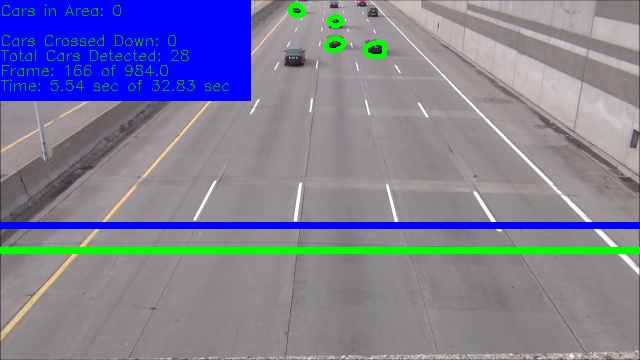 Cars in Area: 0
Cars Crossed Down: 0
Total Cars Detected: 28
Frame: 166 of 984.0
Time: 5.54 sec of 32.83 sec